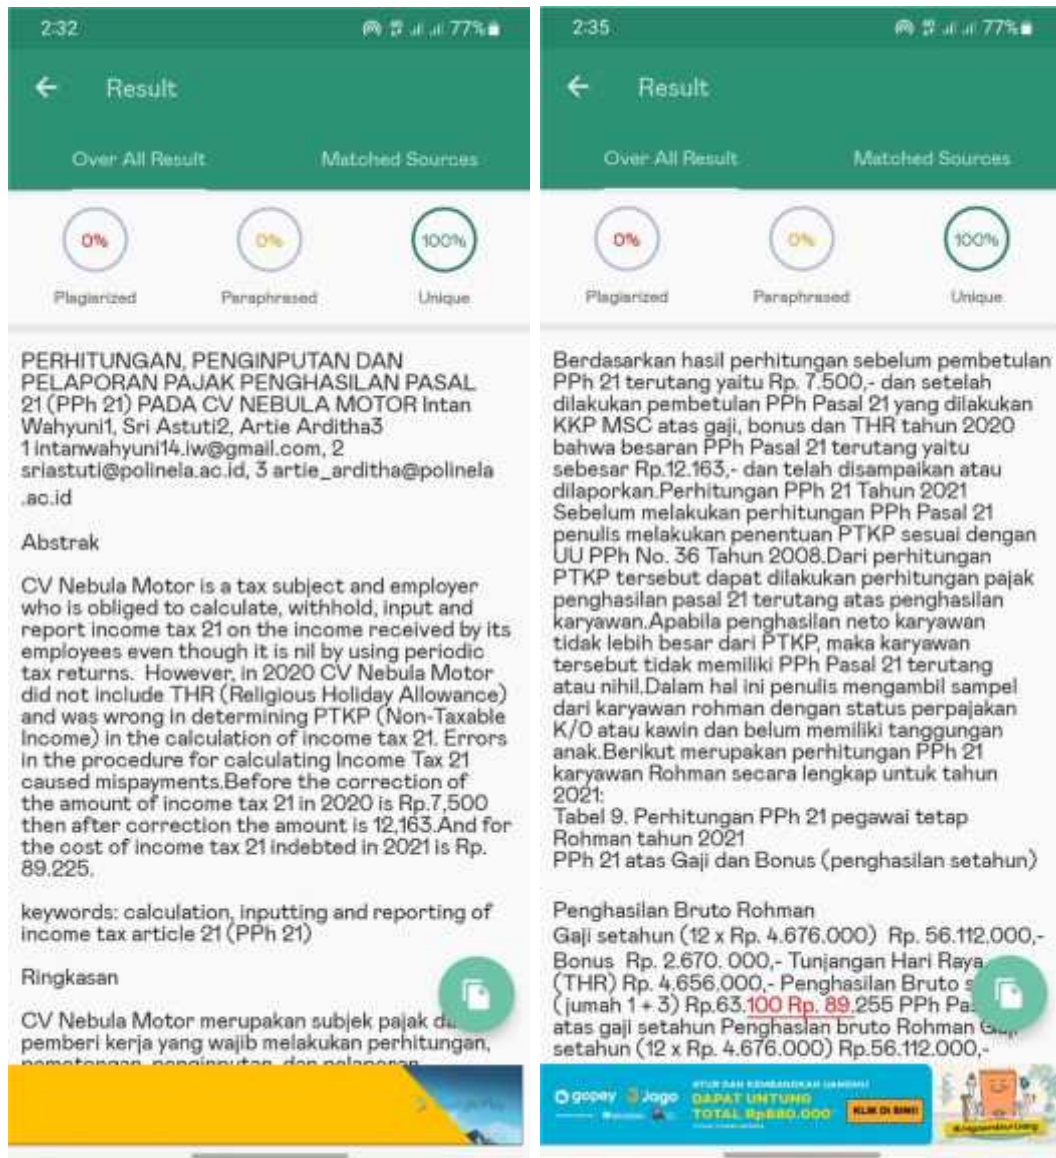 2:32
77%
Result
Over All Result
Matched Sources
0%
0%
100%
Plagiarized
Paraphrased
Unique
PERHITUNGAN, PENGINPUTAN DAN
PELAPORAN PAJAK PENGHASILAN PASAL
21 (PPh 21) PADA CV NEBULA MOTOR Intan
Wahyuni1, Sri Astuti2, Artie Arditha3
1 intanwahyuni14.iw@gmail.com, 2
sriastuti@polinela.ac.id, 3 artie_arditha@polinela
.ac.id
Abstrak
CV Nebula Motor is a tax subject and employer
who is obliged to calculate, withhold, input and
report income tax 21 on the income received by its
employees even though it is nil by using periodic
tax returns. However, in 2020 CV Nebula Motor
did not include THR (Religious Holiday Allowance)
and was wrong in determining PTKP (Non-Taxable
Income) in the calculation of income tax 21. Errors
in the procedure for calculating Income Tax 21
caused mispayments.Before the correction of
the amount of income tax 21 in 2020 is Rp.7,500
then after correction the amount is 12,163.And for
the cost of income tax 21 indebted in 2021 is Rp.
89.225.
keywords: calculation, inputting and reporting of
income tax article 21 (PPh 21)
Ringkasan
CV Nebula Motor merupakan subjek pajak
pemberi kerja yang wajib melakukan perhitungan,
pemotongan, penginputan, dan pelaporan
2:35
77%
Result
Over All Result
Matched Sources
0%
0%
100%
Plagiarized
Paraphrased
Unique
Berdasarkan hasil perhitungan sebelum pembetulan
PPh 21 terutang yaitu Rp. 7.500,- dan setelah
dilakukan pembetulan PPh Pasal 21 yang dilakukan
KKP MSC atas gaji, bonus dan THR tahun 2020
bahwa besaran PPh Pasal 21 terutang yaitu
sebesar Rp.12.163,- dan telah disampaikan atau
dilaporkan.Perhitungan PPh 21 Tahun 2021
Sebelum melakukan perhitungan PPh Pasal 21
penulis melakukan penentuan PTKP sesuai dengan
UU PPh No. 36 Tahun 2008.Dari perhitungan
PTKP tersebut dapat dilakukan perhitungan pajak
penghasilan pasal 21 terutang atas penghasilan
karyawan.Apabila penghasilan neto karyawan
tidak lebih besar dari PTKP, maka karyawan
tersebut tidak memiliki PPh Pasal 21 terutang
atau nihil.Dalam hal ini penulis mengambil sampel
dari karyawan rohman dengan status perpajakan
K/0 atau kawin dan belum memiliki tanggungan
anak.Berikut merupakan perhitungan PPh 21
karyawan Rohman secara lengkap untuk tahun
2021:
Tabel 9. Perhitungan PPh 21 pegawai tetap
Rohman tahun 2021
PPh 21 atas Gaji dan Bonus (penghasilan setahun)
Penghasilan Bruto Rohman
Gaji setahun (12 x Rp. 4.676.000) Rp. 56.112.000,-
Bonus Rp. 2.670. 000,- Tunjangan Hari Raya
(THR) Rp. 4.656.000,- Penghasilan Bruto s
(jumah 1 + 3) Rp.63.100 Rp. 89.255 PPh Pa
atas gaji setahun Penghaslan bruto Rohman Gaji
setahun (12 x Rp. 4.676.000) Rp.56.112.000,-
gopay Jago
ATUR DAN KEMBANGKAN UANGMU
DAPAT UNTUNG
TOTAL Rp880.000
KLIK DI SINI!